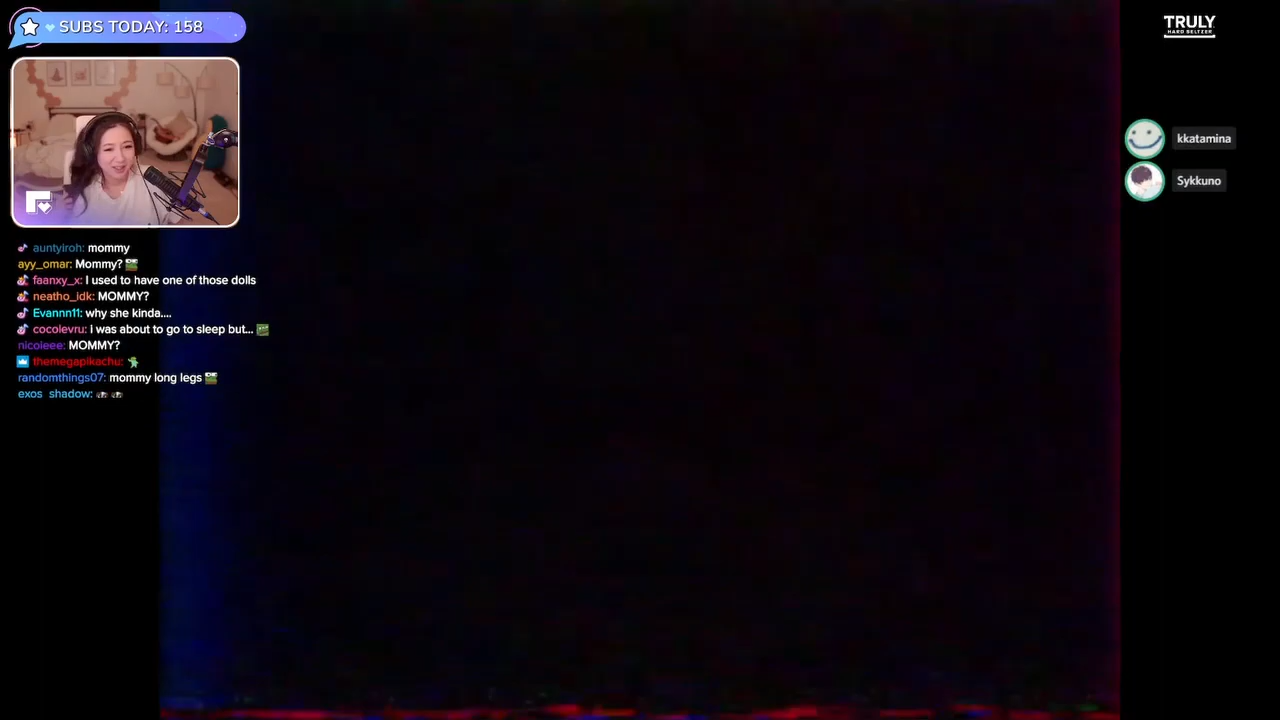 SUBS TODAY: 158
TRULY
HARD SELTZER
kkatamina
Sykkuno
auntyiroh: mommy
ayy_omar: Mommy?
faanxy_x: I used to have one of those dolls
neatho_idk: MOMMY?
Evannn11: why she kinda....
cocolevru: i was about to go to sleep but...
nicoleee: MOMMY?
themegapikachu:
randomthings07: mommy long legs
exos_shadow: